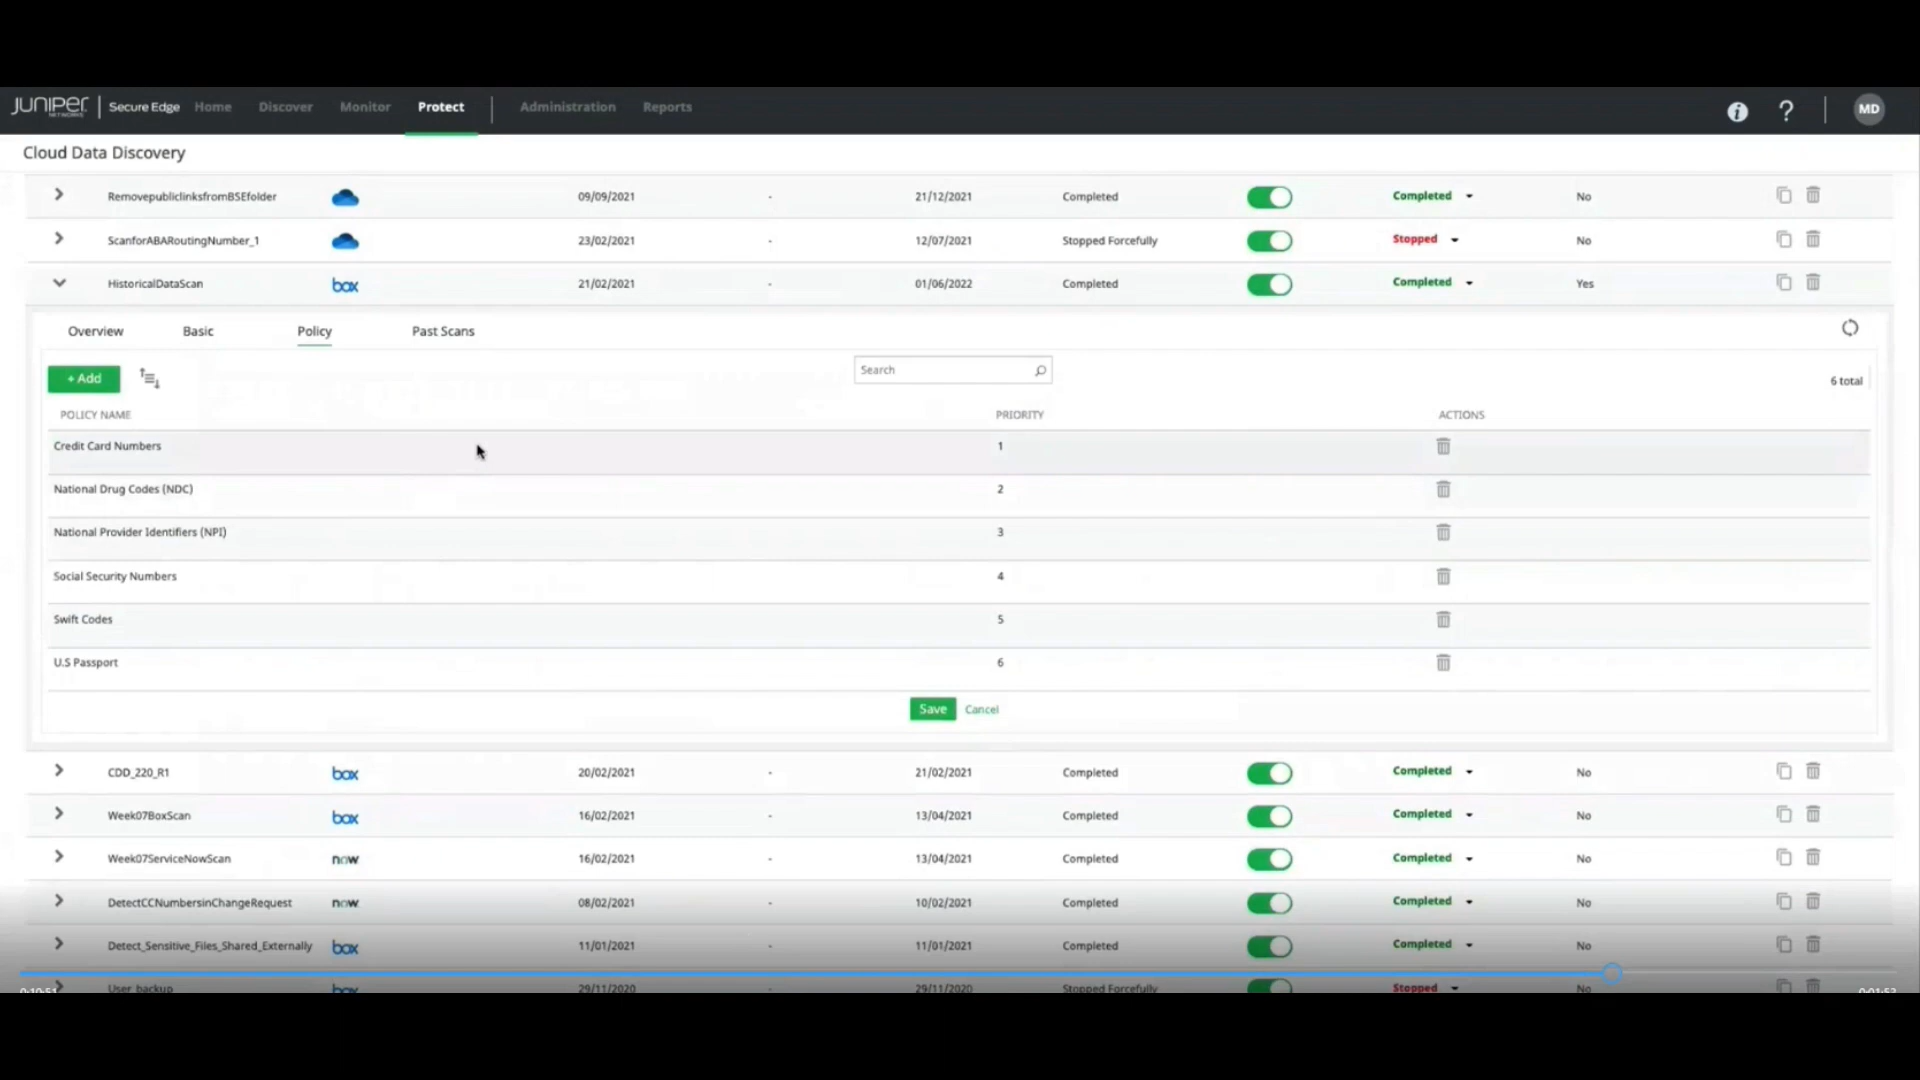 JUNIPER NETWORKS | Secure Edge Home Discover Monitor Protect Administration Reports i ? MD
Cloud Data Discovery
RemovepubliclinksfromBSEfolder 09/09/2021 - 21/12/2021 Completed Completed No
ScanforABARoutingNumber_1 23/02/2021 - 12/07/2021 Stopped Forcefully Stopped No
HistoricalDataScan box 21/02/2021 - 01/06/2022 Completed Completed Yes
Overview Basic Policy Past Scans
+ Add Search 6 total
POLICY NAME PRIORITY ACTIONS
Credit Card Numbers 1
National Drug Codes (NDC) 2
National Provider Identifiers (NPI) 3
Social Security Numbers 4
Swift Codes 5
U.S Passport 6
Save Cancel
CDD_220_R1 box 20/02/2021 - 21/02/2021 Completed Completed No
Week07BoxScan box 16/02/2021 - 13/04/2021 Completed Completed No
Week07ServiceNowScan now 16/02/2021 - 13/04/2021 Completed Completed No
DetectCCNumbersinChangeRequest now 08/02/2021 - 10/02/2021 Completed Completed No
Detect_Sensitive_Files_Shared_Externally box 11/01/2021 - 11/01/2021 Completed Completed No
User_backup box 29/11/2020 - 29/11/2020 Stopped Forcefully Stopped No
0:10:51 0:01:52